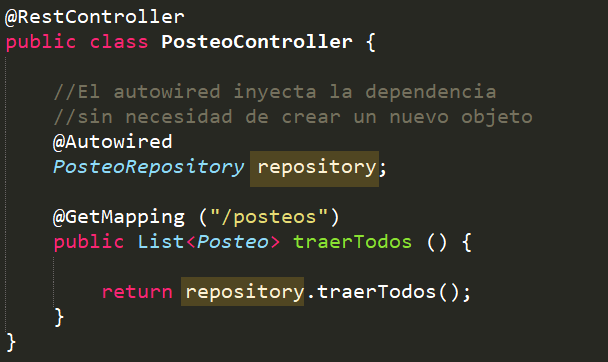 @RestController
public class PosteoController {
//El autowired inyecta la dependencia
//sin necesidad de crear un nuevo objeto
@Autowired
PosteoRepository repository;
@GetMapping ("/posteos")
public List<Posteo> traerTodos () {
return repository.traerTodos();
}
}